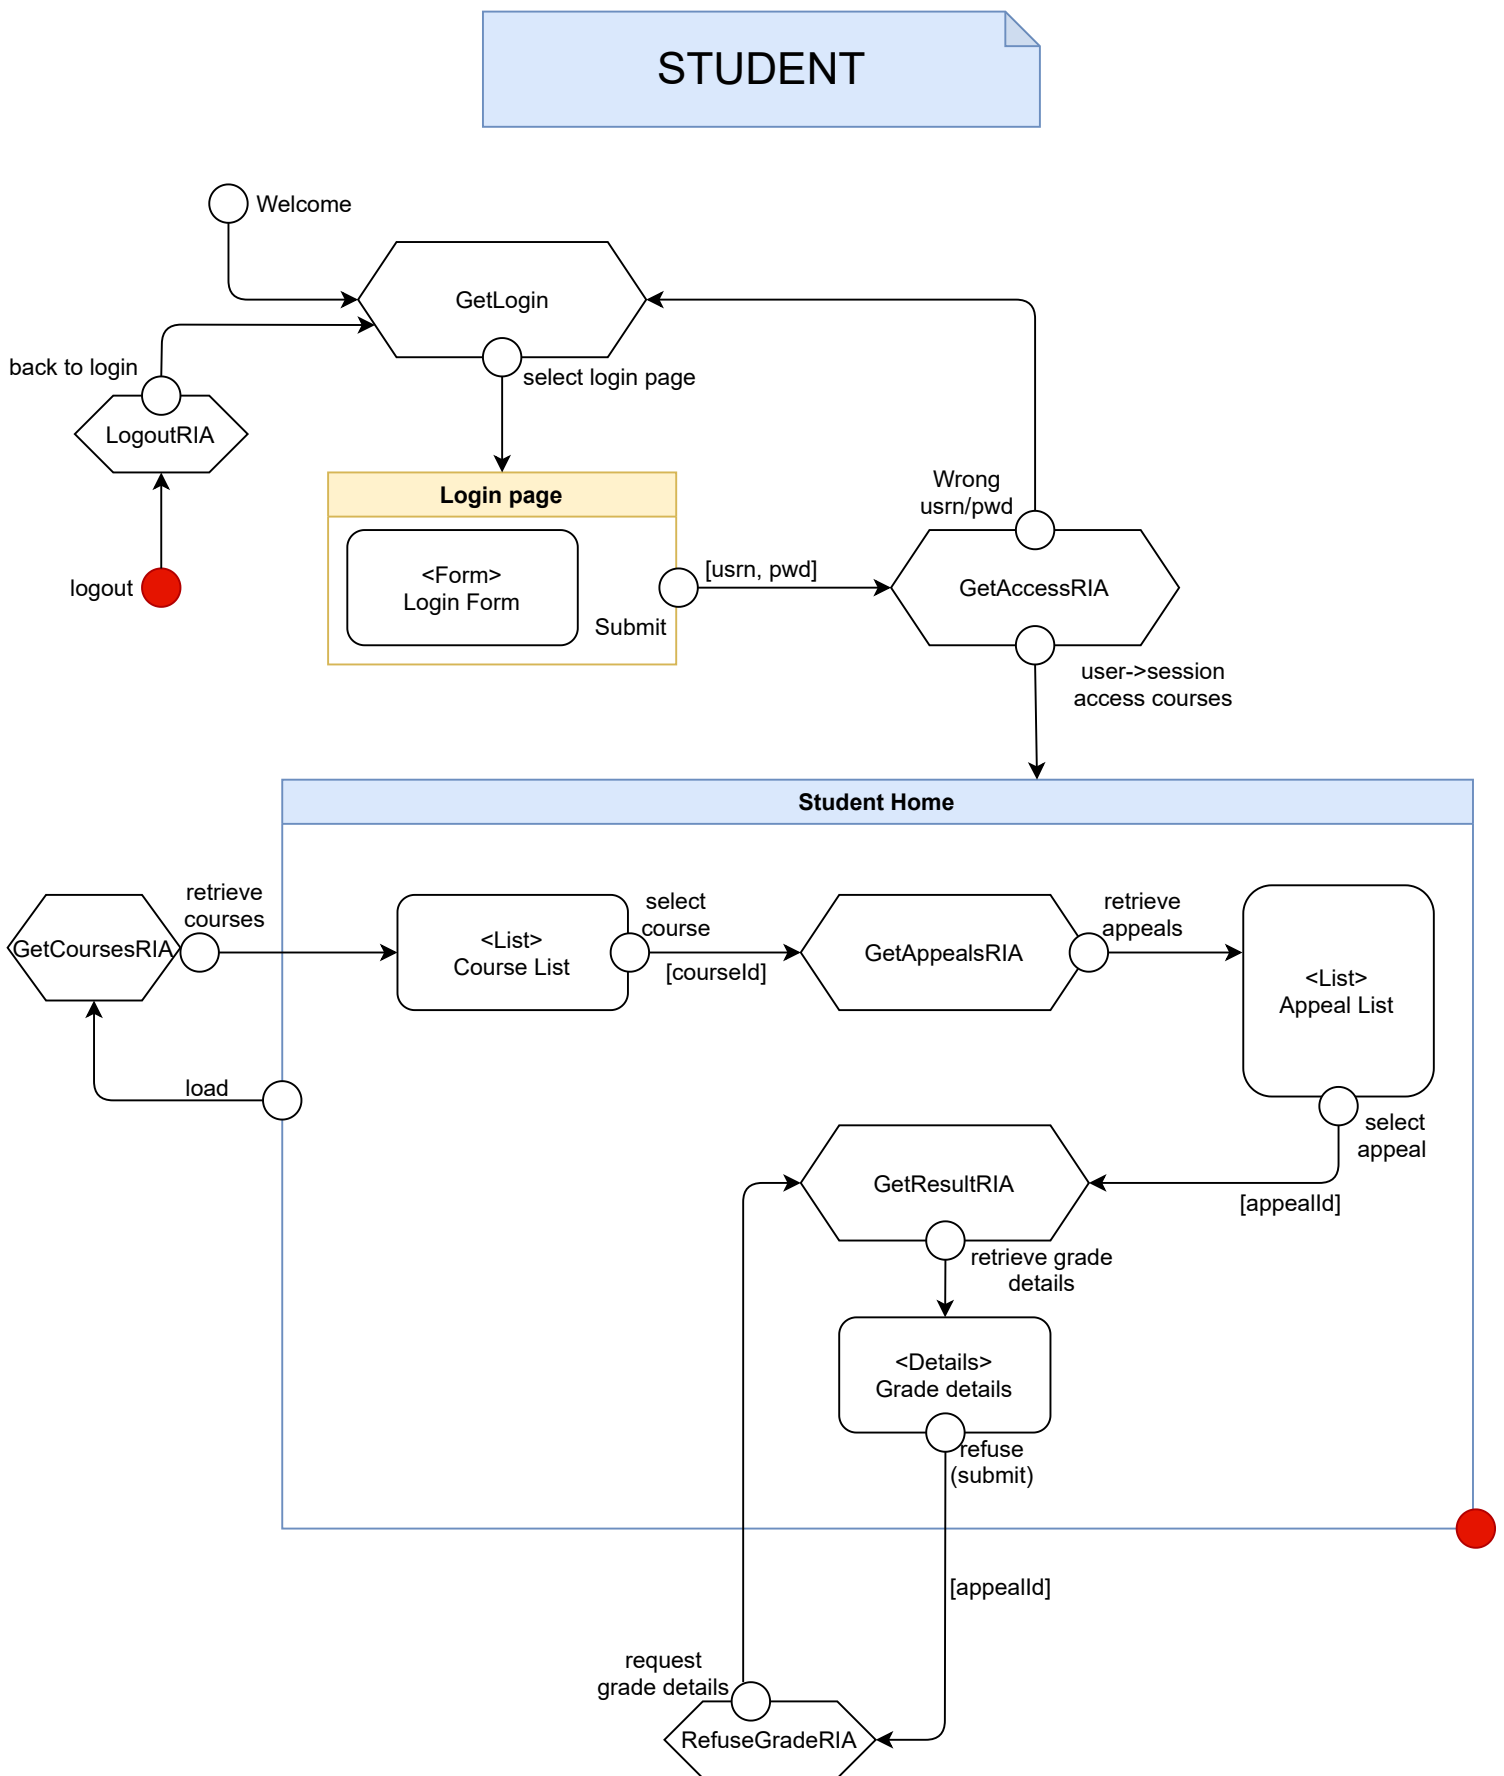 STUDENT
Welcome
GetLogin
back to login
select login page
LogoutRIA
Login page
Wrong
usrn/pwd
<Form>
Login Form
[usrn, pwd]
logout
GetAccessRIA
Submit
user->session
access courses
Student Home
retrieve
courses
select
course
retrieve
appeals
GetCoursesRIA
<List>
Course List
GetAppealsRIA
[courseId]
<List>
Appeal List
load
select
appeal
GetResultRIA
[appealId]
retrieve grade
details
<Details>
Grade details
refuse
(submit)
[appealId]
request
grade details
RefuseGradeRIA